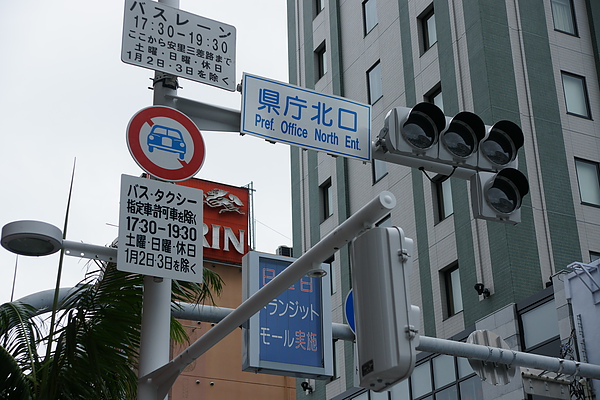 バスレーン
17:30~19:30
ここから安里三差路まで
土曜・日曜・休日
1月2日・3日を除く
県庁北口
Pref. Office North Ent.
バス・タクシー
指定車許可車を除く
17:30-19:30
土曜・日曜・休日
1月2日・3日を除く
RIN
トランジット
モール実施